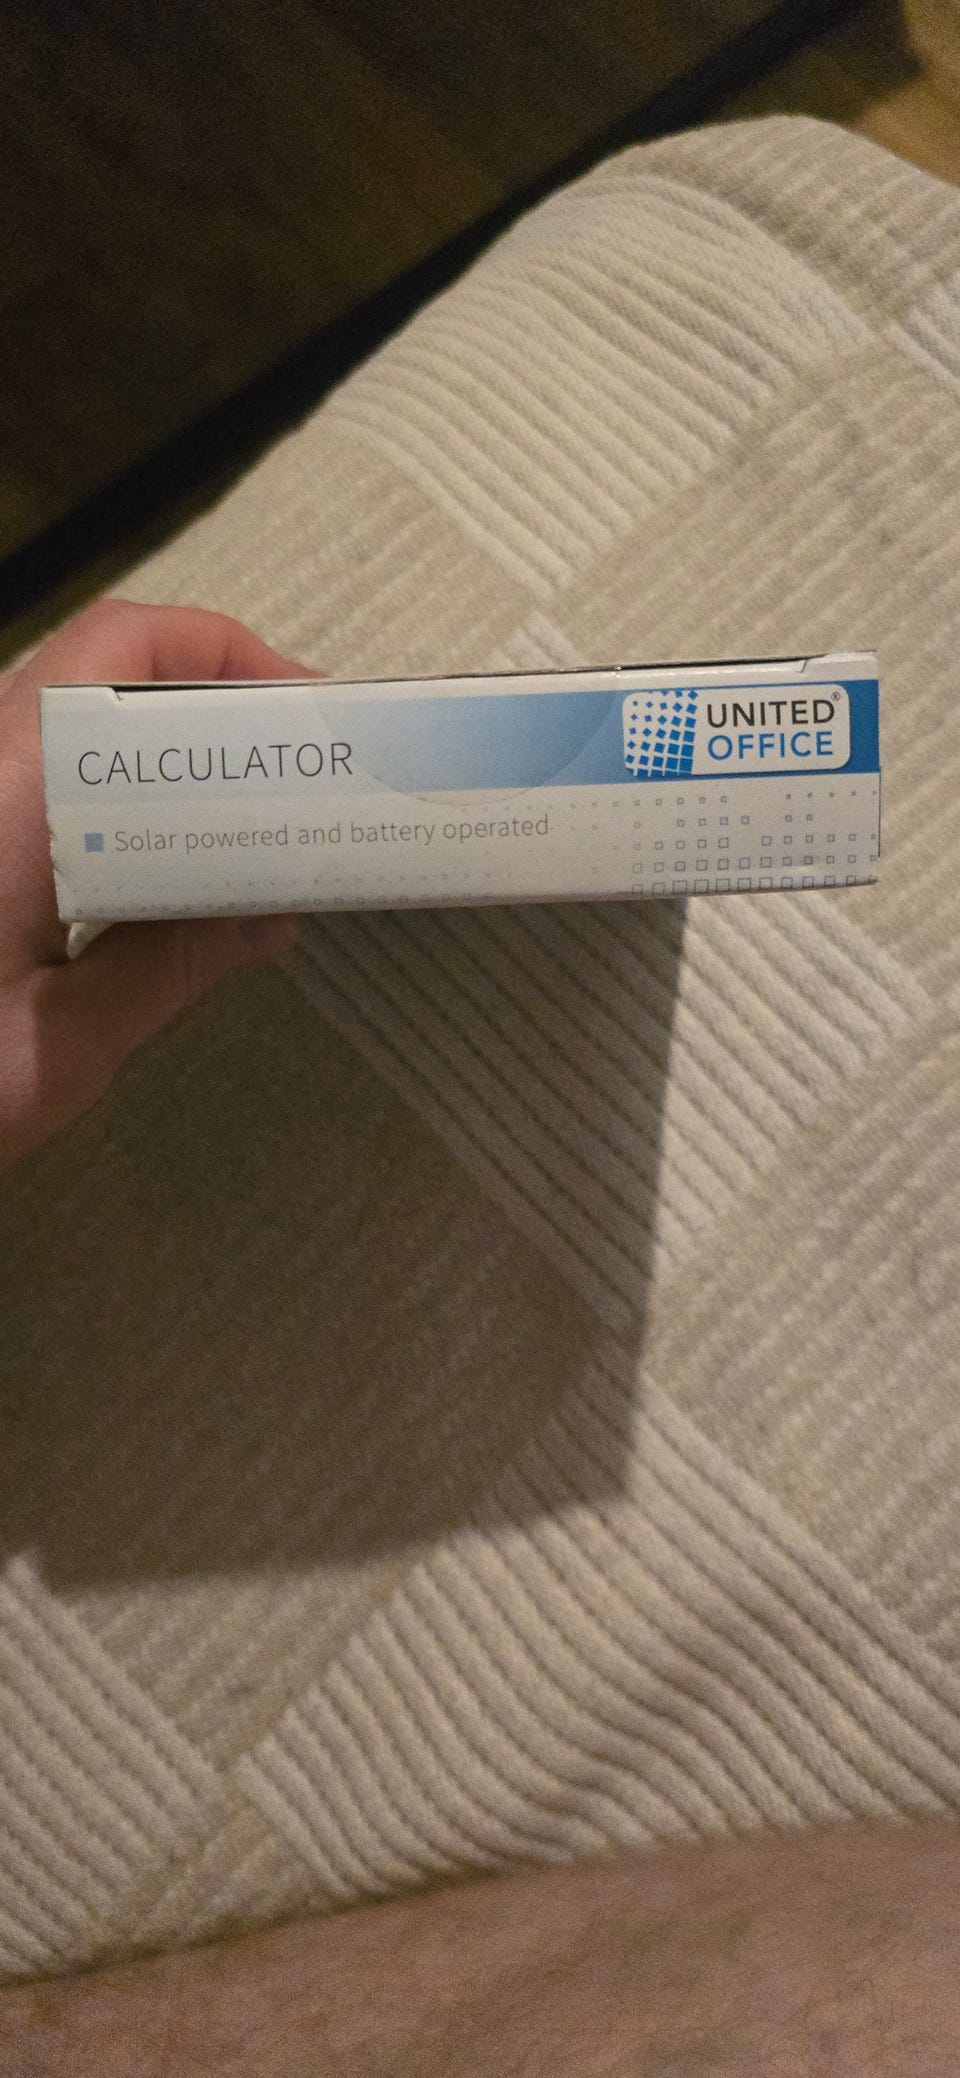 CALCULATOR
Solar powered and battery operated
UNITED®
OFFICE